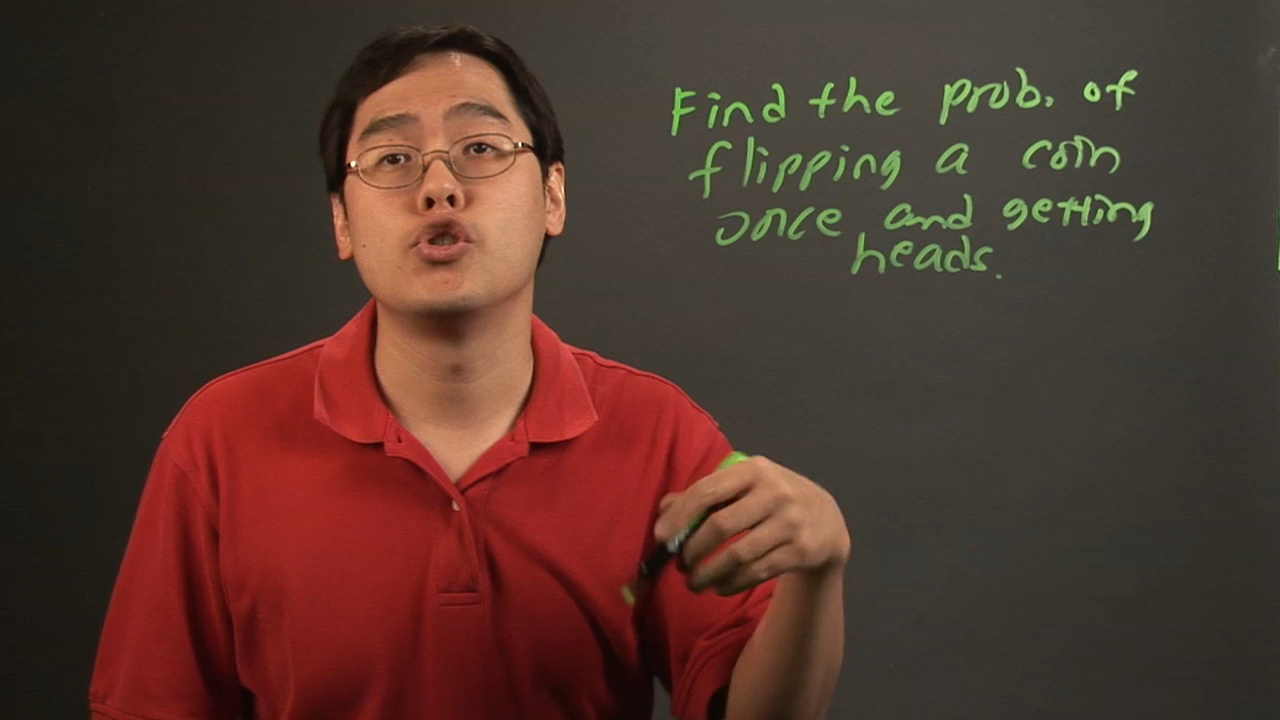 Find the prob. of
flipping a coin
once and getting
heads.